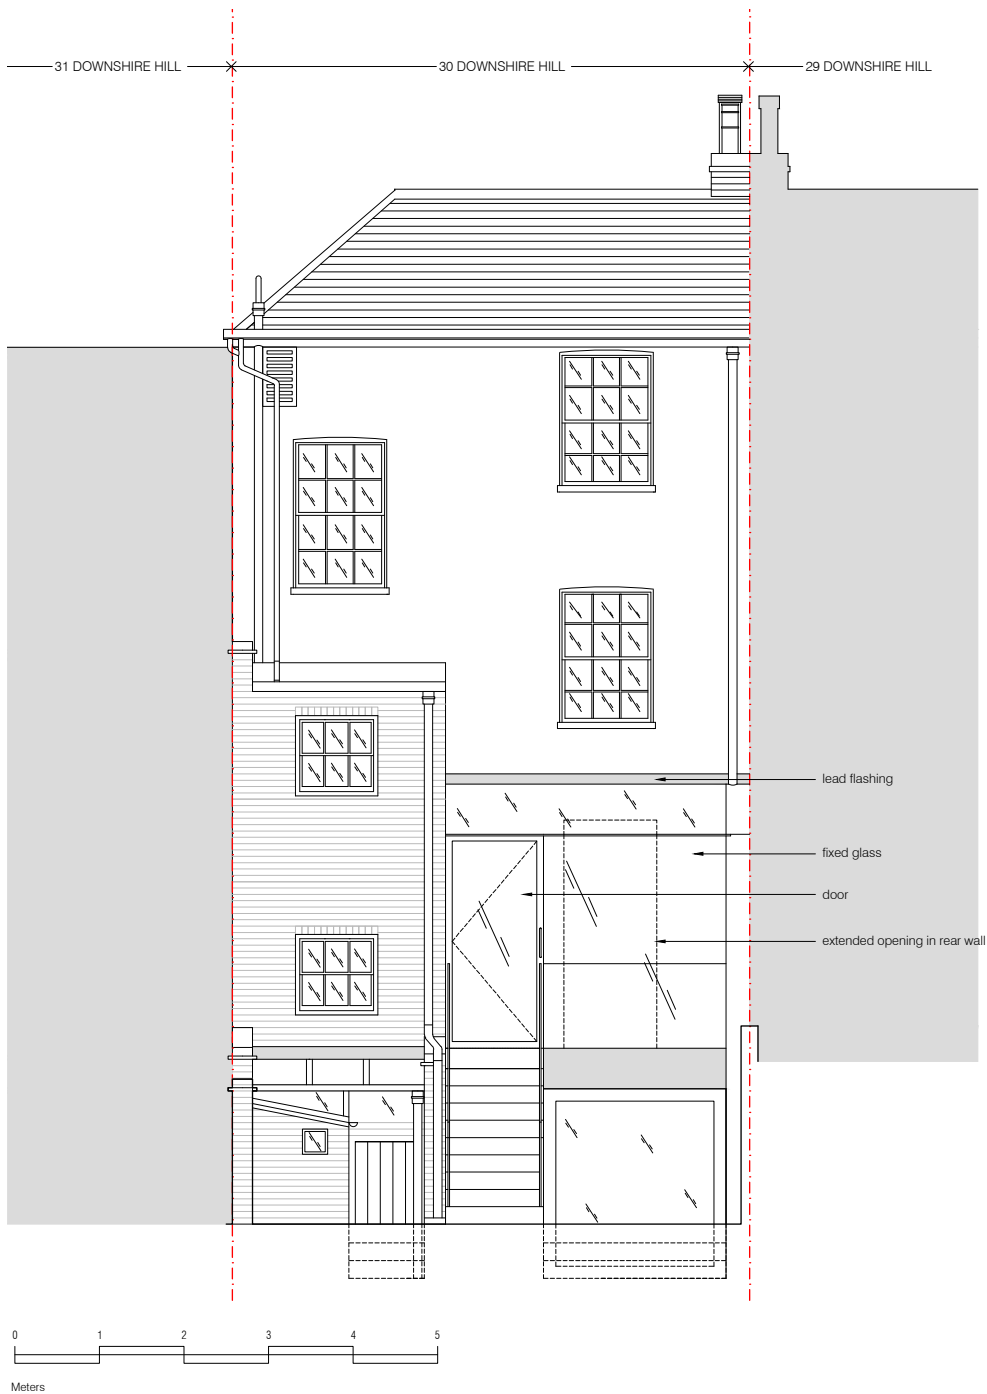 31 DOWNSHIRE HILL
30 DOWNSHIRE HILL
29 DOWNSHIRE HILL
lead flashing
fixed glass
door
extended opening in rear wall
0 1 2 3 4 5
Meters